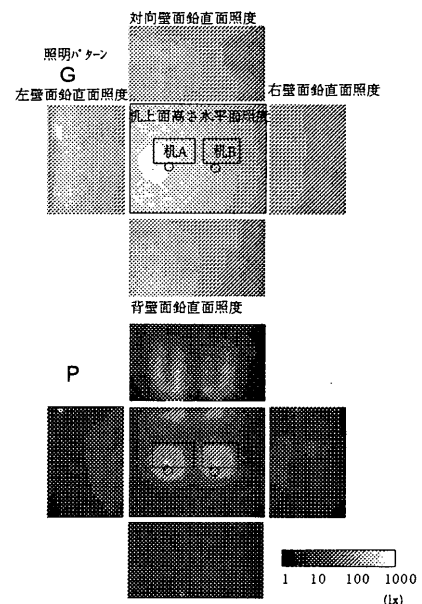 対向壁面鉛直面照度
照明パターン
G
左壁面鉛直面照度
右壁面鉛直面照度
机上面高さ水平面照度
机A 机B
背壁面鉛直面照度
P
1 10 100 1000
(lx)